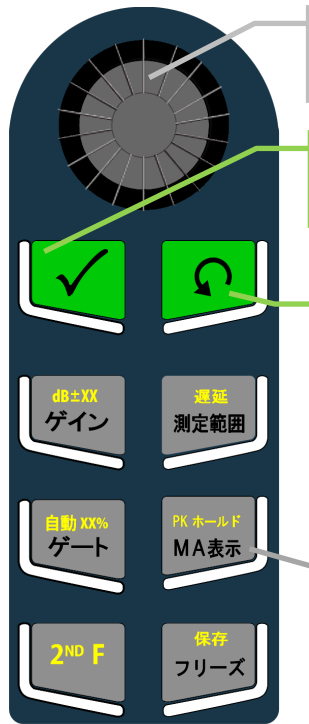 dB±XX
ゲイン
遅延
測定範囲
自動 XX%
ゲート
PK ホールド
MA表示
2ND F
保存
フリーズ